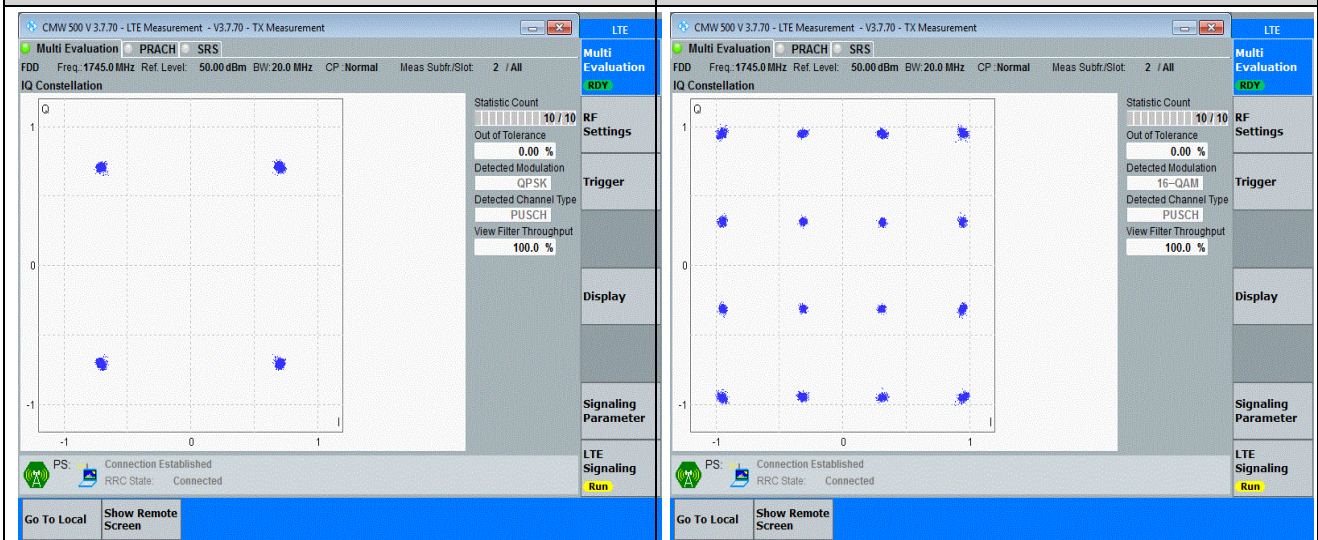 CMW 500 V 3.7.70 - LTE Measurement - V3.7.70 - TX Measurement
LTE
Multi Evaluation PRACH SRS
Multi
Evaluation
RDY
FDD Freq.:1745.0 MHz Ref. Level: 50.00 dBm BW:20.0 MHz CP :Normal Meas Subfr./Slot: 2 / All
IQ Constellation
Q
1
0
-1
-1 0 1
I
Statistic Count
10 / 10
Out of Tolerance
0.00 %
Detected Modulation
QPSK
Detected Channel Type
PUSCH
View Filter Throughput
100.0 %
RF
Settings
Trigger
Display
Signaling
Parameter
LTE
Signaling
Run
PS: Connection Established
RRC State: Connected
Go To Local
Show Remote
Screen
CMW 500 V 3.7.70 - LTE Measurement - V3.7.70 - TX Measurement
LTE
Multi Evaluation PRACH SRS
Multi
Evaluation
RDY
FDD Freq.:1745.0 MHz Ref. Level: 50.00 dBm BW:20.0 MHz CP :Normal Meas Subfr./Slot: 2 / All
IQ Constellation
Q
1
0
-1
-1 0 1
I
Statistic Count
10 / 10
Out of Tolerance
0.00 %
Detected Modulation
16-QAM
Detected Channel Type
PUSCH
View Filter Throughput
100.0 %
RF
Settings
Trigger
Display
Signaling
Parameter
LTE
Signaling
Run
PS: Connection Established
RRC State: Connected
Go To Local
Show Remote
Screen